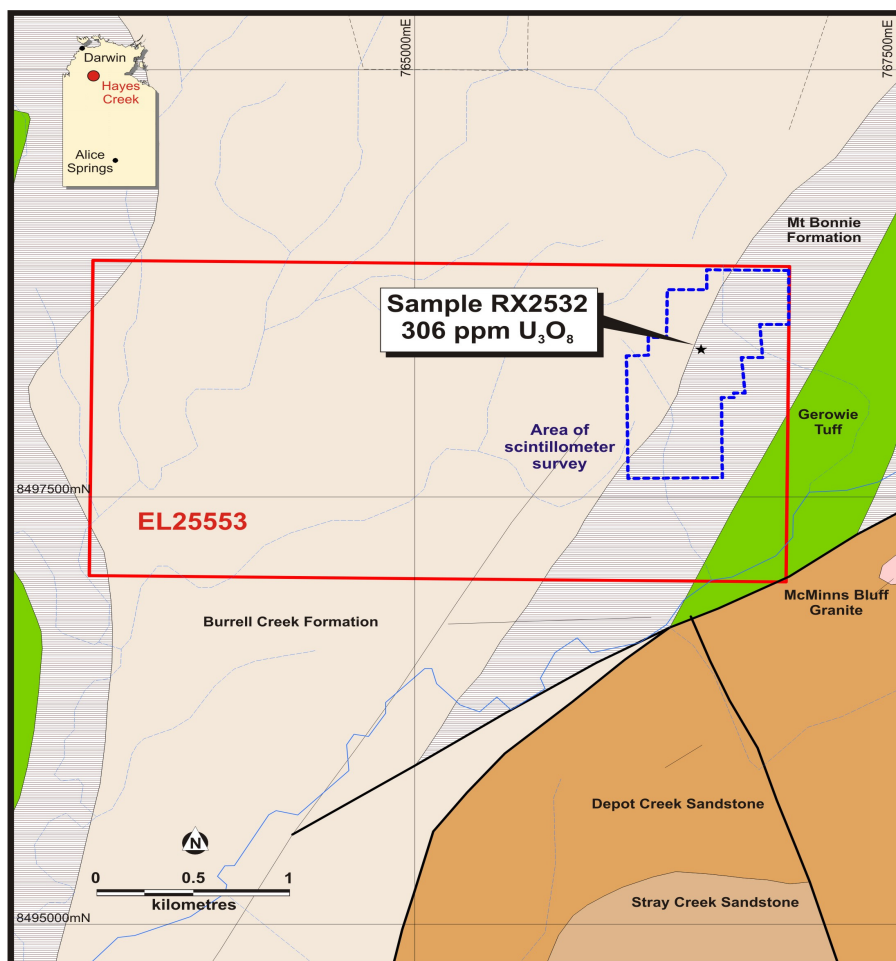 765000mE
767500mE
Darwin
Hayes
Creek
Alice
Springs
Mt Bonnie
Formation
Sample RX2532
306 ppm U₃O₈
Gerowie
Tuff
Area of
scintillometer
survey
8497500mN
EL25553
McMinns Bluff
Granite
Burrell Creek Formation
Depot Creek Sandstone
N
0 0.5 1
kilometres
Stray Creek Sandstone
8495000mN